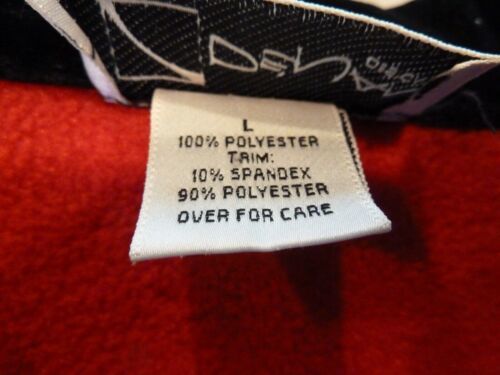 L
100% POLYESTER
TRIM:
10% SPANDEX
90% POLYESTER
OVER FOR CARE